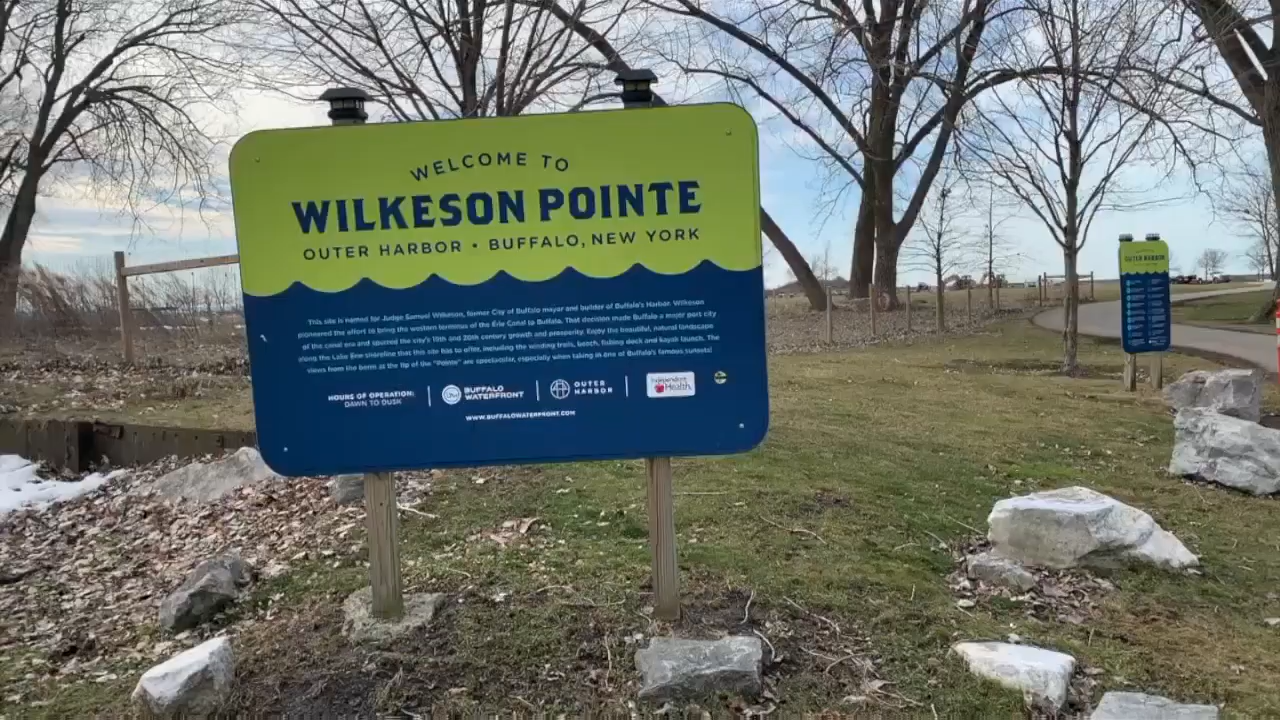 WELCOME TO
WILKESON POINTE
OUTER HARBOR • BUFFALO, NEW YORK
This site is named for Judge Samuel Wilkeson, former City of Buffalo mayor and builder of Buffalo's Harbor. Wilkeson
pioneered the effort to bring the western terminus of the Erie Canal to Buffalo. That decision made Buffalo a major port city
of the canal era and spurred the city's 19th and 20th century growth and prosperity. Enjoy the beautiful, natural landscape
along the Lake Erie shoreline that this site has to offer, including the winding trails, beach, fishing dock and kayak launch. The
views from the berm at the tip of the "Pointe" are spectacular, especially when taking in one of Buffalo's famous sunsets!
HOURS OF OPERATION:
DAWN TO DUSK
BUFFALO
WATERFRONT
OUTER
HARBOR
Independent
Health
WWW.BUFFALOWATERFRONT.COM
OUTER HARBOR